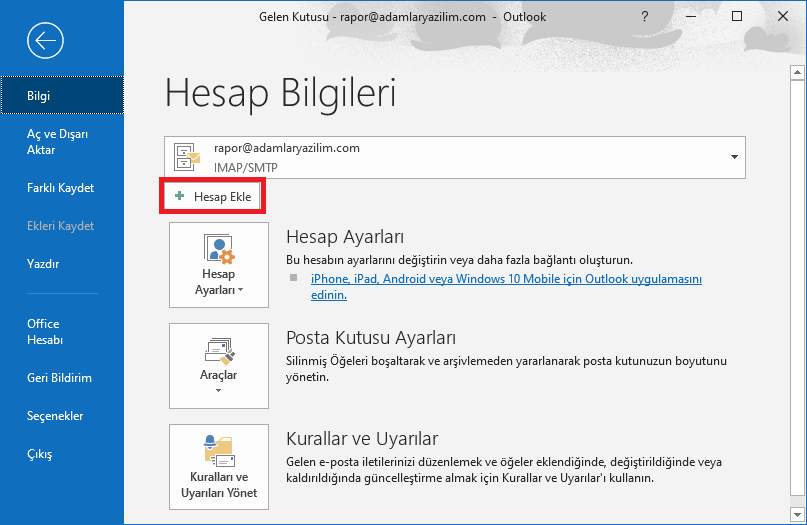 Gelen Kutusu - rapor@adamlaryazilim.com - Outlook
?
Bilgi
Aç ve Dışarı
Aktar
Farklı Kaydet
Ekleri Kaydet
Yazdır
Office
Hesabı
Geri Bildirim
Seçenekler
Çıkış
Hesap Bilgileri
rapor@adamlaryazilim.com
IMAP/SMTP
Hesap Ekle
Hesap
Ayarları
Hesap Ayarları
Bu hesabın ayarlarını değiştirin veya daha fazla bağlantı oluşturun.
iPhone, iPad, Android veya Windows 10 Mobile için Outlook uygulamasını
edinin.
Araçlar
Posta Kutusu Ayarları
Silinmiş Öğeleri boşaltarak ve arşivlemeden yararlanarak posta kutunuzun boyutunu
yönetin.
Kuralları ve
Uyarıları Yönet
Kurallar ve Uyarılar
Gelen e-posta iletilerinizi düzenlemek ve öğeler eklendiğinde, değiştirildiğinde veya
kaldırıldığında güncelleştirme almak için Kurallar ve Uyarılar'ı kullanın.